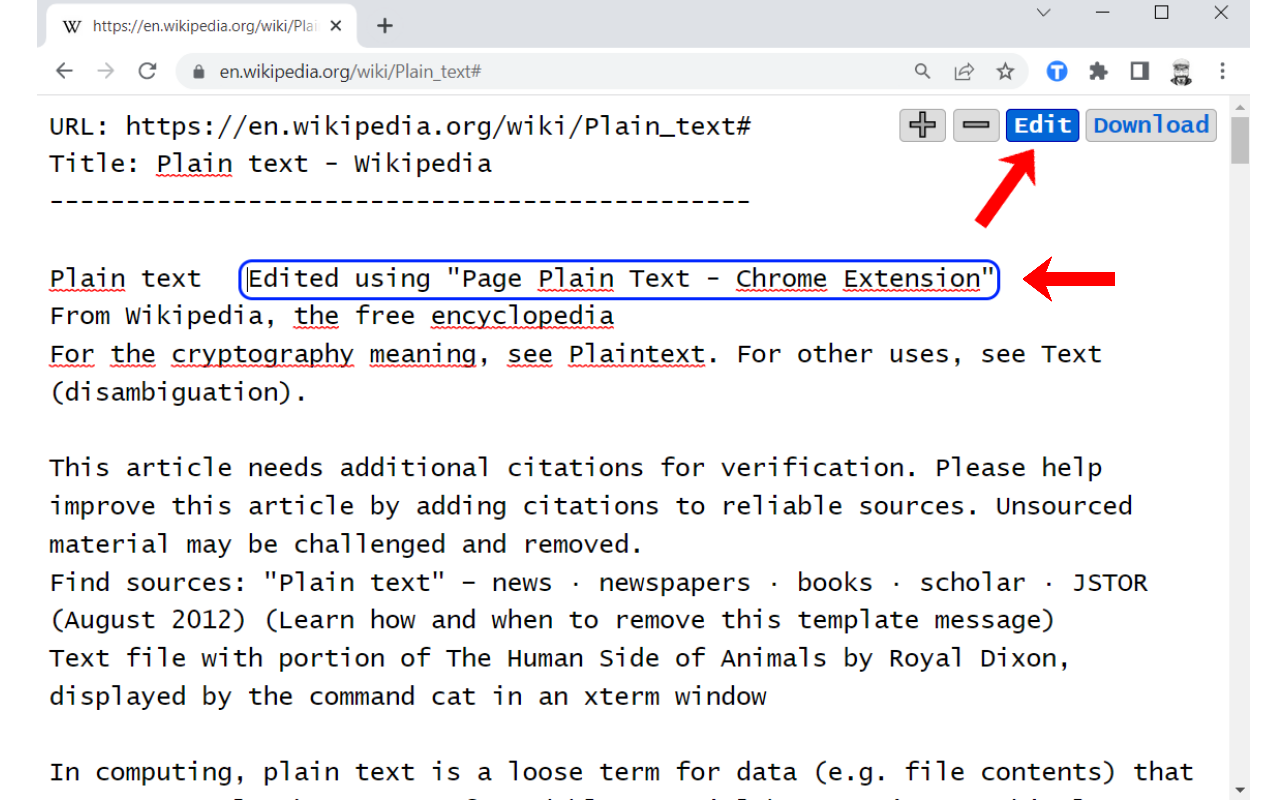 https://en.wikipedia.org/wiki/Plai
en.wikipedia.org/wiki/Plain_text#
URL: https://en.wikipedia.org/wiki/Plain_text#
Edit Download
Title: Plain text - Wikipedia
----------------------------------------------
Plain text Edited using "Page Plain Text - Chrome Extension"
From Wikipedia, the free encyclopedia
For the cryptography meaning, see Plaintext. For other uses, see Text
(disambiguation).
This article needs additional citations for verification. Please help
improve this article by adding citations to reliable sources. Unsourced
material may be challenged and removed.
Find sources: "Plain text" – news · newspapers · books · scholar · JSTOR
(August 2012) (Learn how and when to remove this template message)
Text file with portion of The Human Side of Animals by Royal Dixon,
displayed by the command cat in an xterm window
In computing, plain text is a loose term for data (e.g. file contents) that